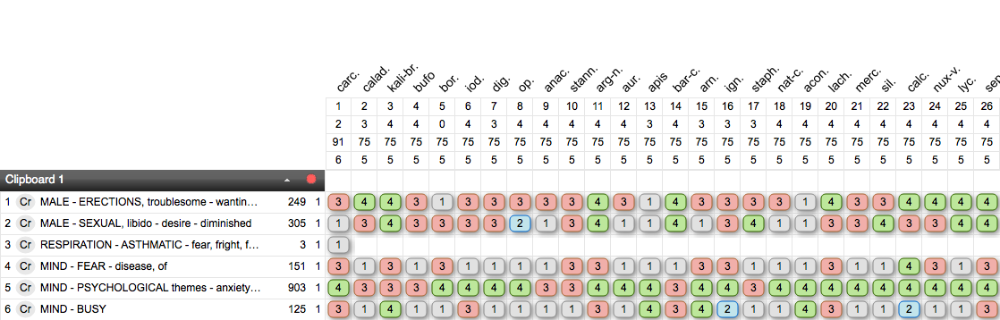 carc. calad. kali-br. bufo bor. iod. dig. op. anac. stann. arg-n. aur. apis bar-c. arn. ign. staph. nat-c. acon. lach. merc. sil. calc. nux-v. lyc. sep
1 2 3 4 5 6 7 8 9 10 11 12 13 14 15 16 17 18 19 20 21 22 23 24 25 26
2 3 4 4 0 4 3 4 4 4 4 4 3 4 3 3 3 4 4 4 4 4 4 4 4 4
91 75 75 75 75 75 75 75 75 75 75 75 75 75 75 75 75 75 75 75 75 75 75 75 75 75
6 5 5 5 5 5 5 5 5 5 5 5 5 5 5 5 5 5 5 5 5 5 5 5 5 5
Clipboard 1
1 Cr MALE - ERECTIONS, troublesome - wantin… 249 1 3 4 4 3 1 3 3 3 3 3 4 3 1 4 3 3 3 3 1 4 3 3 4 4 4 4
2 Cr MALE - SEXUAL, libido - desire - diminished 305 1 1 3 4 3 3 3 3 2 1 3 4 1 1 4 1 3 4 1 1 3 3 4 3 3 4 4
3 Cr RESPIRATION - ASTHMATIC - fear, fright, f… 3 1 1
4 Cr MIND - FEAR - disease, of 151 1 3 1 3 1 3 1 1 1 1 3 3 1 1 1 3 3 1 1 1 3 1 1 4 3 1 3
5 Cr MIND - PSYCHOLOGICAL themes - anxiety… 903 1 4 3 3 3 4 4 4 4 3 3 4 4 4 4 4 4 3 4 4 4 4 4 4 4 4 4
6 Cr MIND - BUSY 125 1 3 1 4 1 1 3 1 1 1 1 3 1 4 3 4 2 1 1 4 3 1 1 2 1 1 3